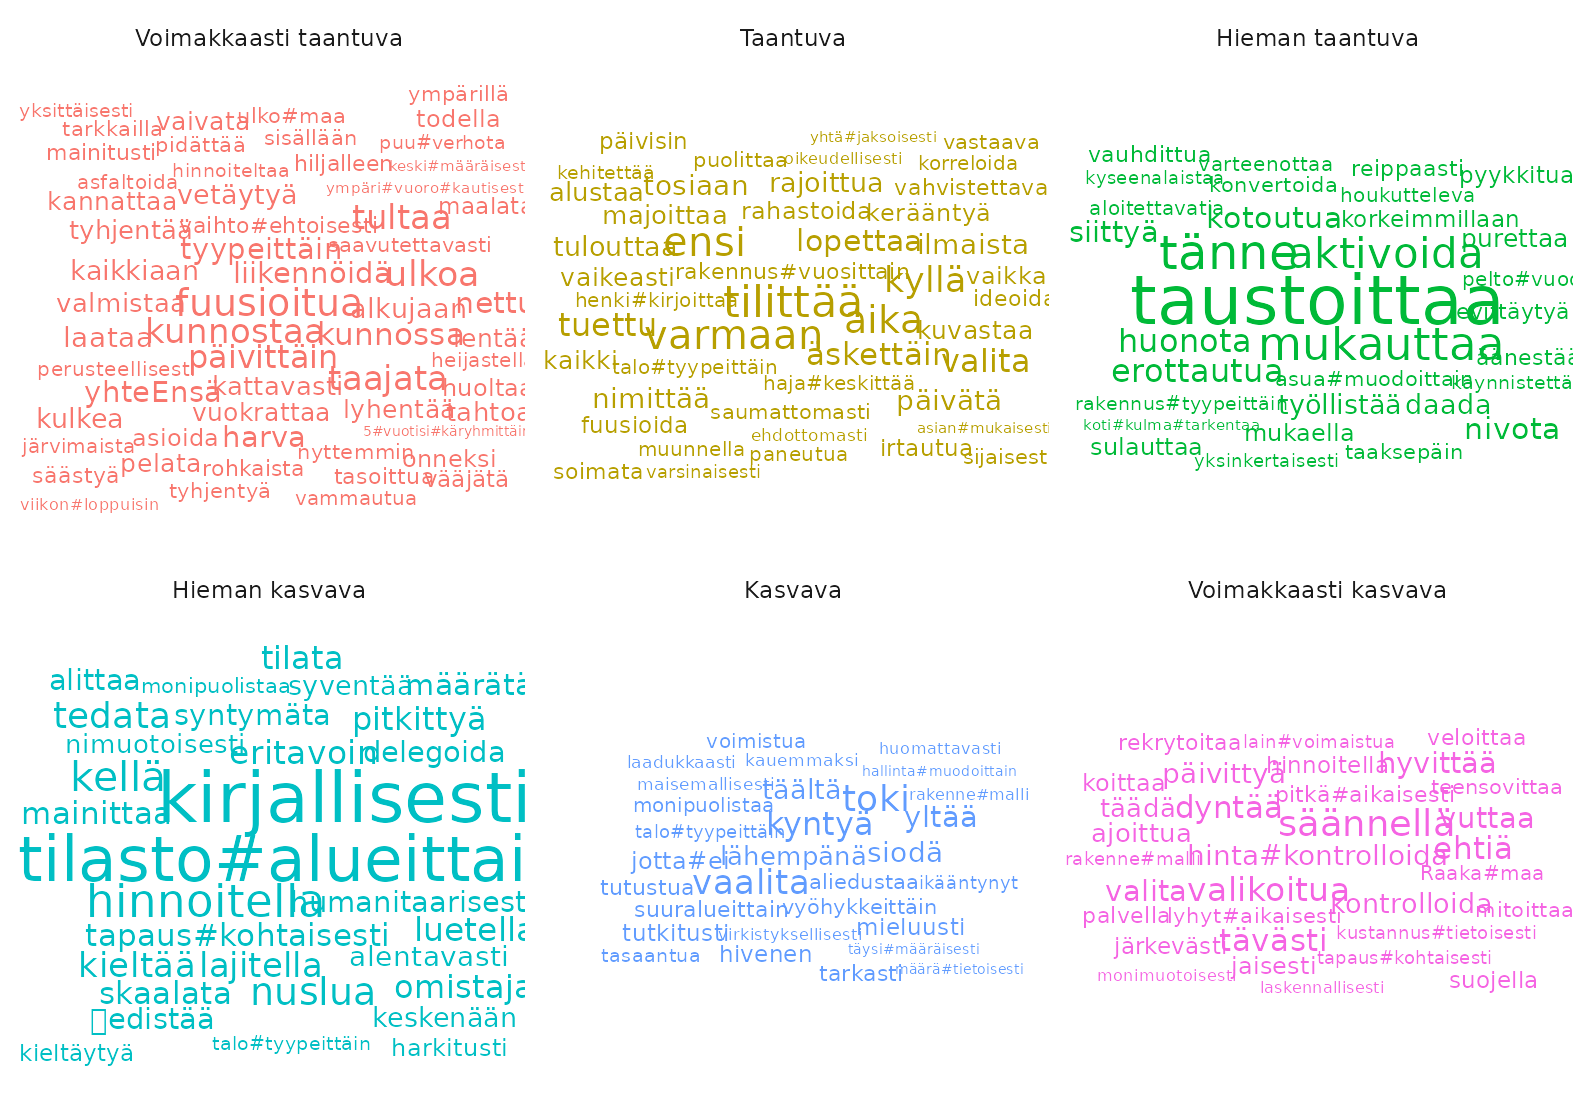 Voimakkaasti taantuva
ympärillä
yksittäisesti
vaivata
ulko#maa
todella
tarkkailla
sisällään
puu#verhota
pidättää
mainitusti
hiljalleen
keski#määräisest
hinnoiteltaa
asfaltoida
vetäytyä
ympäri#vuoro#kautisest
kannattaa
tultaa
maalata
tyhjentää
vaihto#ehtoisesti
tyypeittäin
saavutettavasti
kaikkiaan
liikennöidä
ulkoa
valmistaa
fuusioitua
alkujaan
nettu
laataa
kunnostaa
kunnossa
lentää
perusteellisesti
päivittäin
heijastella
yhteEnsä
kattavasti
taajata
huoltaa
kulkea
vuokrattaa
lyhentää
tahtoa
järvimaista
asioida
harva
5#vuotisi#käryhmittäin
nyttemmin
onneksi
säästyä
pelata
rohkaista
tasoittua
vääjätä
tyhjentyä
vammautua
viikon#loppuisin
Taantuva
päivisin
yhtä#jaksoisesti
vastaava
puolittaa
oikeudellisesti
korreloida
kehitettää
alustaa
tosiaan
rajoittua
vahvistettava
majoittaa
rahastoida
kerääntyä
tulouttaa
ensi
lopettaa
ilmaista
vaikeasti
rakennus#vuosittain
kyllä
vaikka
henki#kirjoittaa
tilittää
ideoida
tuettu
varmaan
äika
kuvastaa
kaikki
talo#tyypeittäin
äskettäin
valita
haja#keskittää
nimittää
saumattomasti
päivätä
fuusioida
ehdottomasti
asian#mukaisesti
muunnella
paneutua
irtautua
sijaisest
soimata
varsinaisesti
Hieman taantuva
vauhdittua
varteenottaa
reippaasti
pyykkitua
kyseenalaistaa
konvertoida
houkutteleva
aloitettavatia
kotoutua
korkeimmillaan
siittyä
tänne
aktivoida
purettaa
taustoittaa
pelto#vuoc
levittäytyä
huonota
mukauttaa
äänestää
erottautua
asua#muodoittain
käynnistettä
rakennus#tyypeittäin
työllistää
daada
koti#kulma#tarkentaa
mukaella
nivota
sulauttaa
yksinkertaisesti
taaksepäin
Hieman kasvava
tilata
alittaa
monipuolistaa
syventää
määrätä
tedata
syntymäta
pitkittyä
nimuotoisesti
eritavoin
delegoida
kellä
kirjallisesti
mainittaa
tilasto#alueittai
hinnoitella
humanitaarisest
tapaus#kohtaisesti
luetella
kieltää
lajitella
alentavasti
skaalata
nuslua
omistaja
edistää
keskenään
kieltäytyä
talo#tyypeittäin
harkitusti
Kasvava
voimistua
huomattavasti
laadukkaasti
kauemmaksi
hallinta#muodoittain
maisemallisesti
täältä
toki
rakenne#malli
monipuolistaa
kyntyä
yltää
talo#tyypeittäin
jotta#ei
lähempänä
siodä
tutustua
vaalita
aliedustaa
ikääntynyt
suuralueittain
vyöhykkeittäin
tutkitusti
virkistyksellisesti
mieluusti
tasaantua
hivenen
täysi#määräisesti
tarkasti
määrä#tietoisesti
Voimakkaasti kasvava
rekrytoitaa
lain#voimaistua
veloittaa
koittaa
päivittyä
hinnoitella
hyvittää
teensovittaa
täädä
dyntää
pitkä#aikaisesti
ajoittua
säännellä
vuttaa
rakenne#malli
hinta#kontrolloida
ehtiä
Raaka#maa
valita
valikoitua
kontrolloida
mitoittaa
palvella
lyhyt#aikaisesti
järkevästi
tävästi
kustannus#tietoisesti
monimuotoisesti
jaisesti
tapaus#kohtaisesti
laskennallisesti
suojella